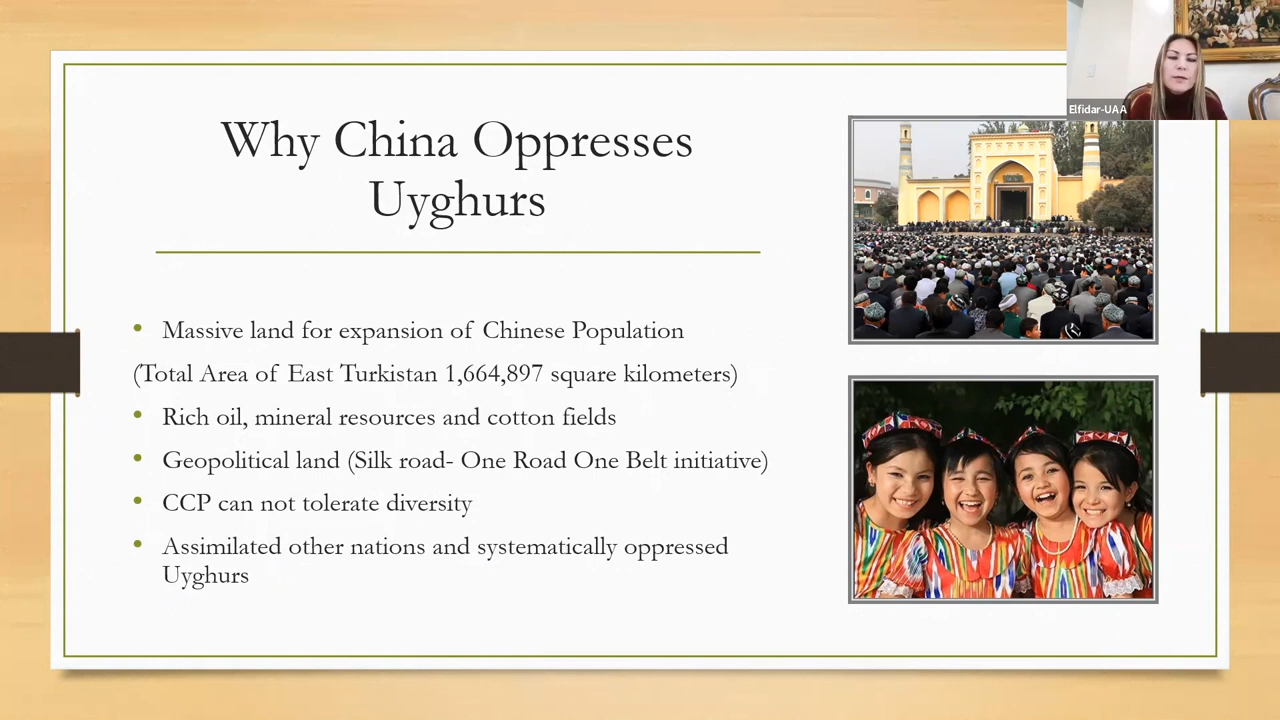 Elfidar-UAA
Why China Oppresses
Uyghurs
• Massive land for expansion of Chinese Population
(Total Area of East Turkistan 1,664,897 square kilometers)
• Rich oil, mineral resources and cotton fields
• Geopolitical land (Silk road- One Road One Belt initiative)
• CCP can not tolerate diversity
• Assimilated other nations and systematically oppressed
Uyghurs